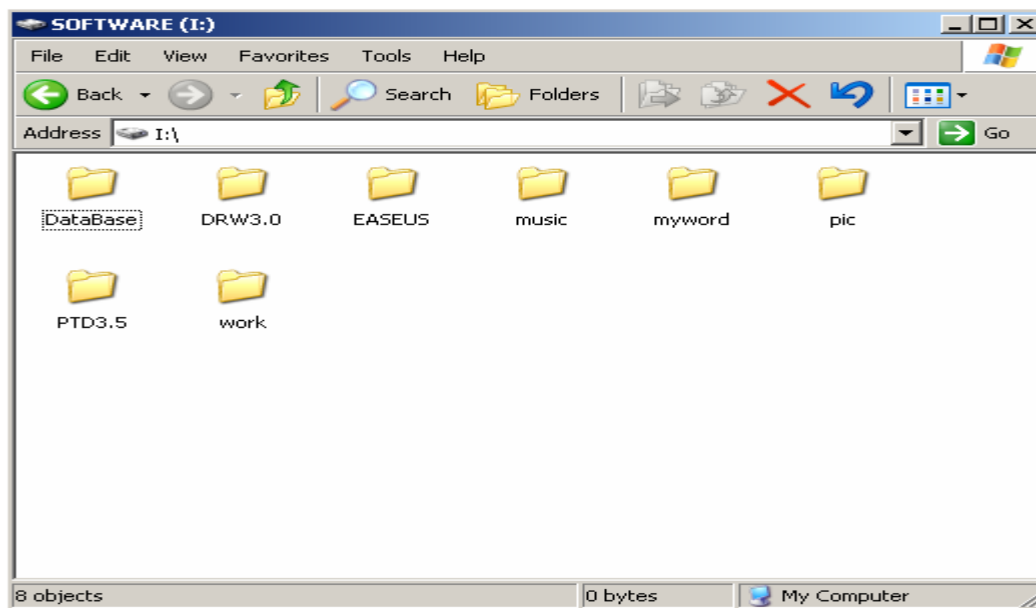 SOFTWARE (I:)
File Edit View Favorites Tools Help
Back Search Folders
Address I:\ Go
DataBase DRW3.0 EASEUS music myword pic
PTD3.5 work
8 objects 0 bytes My Computer